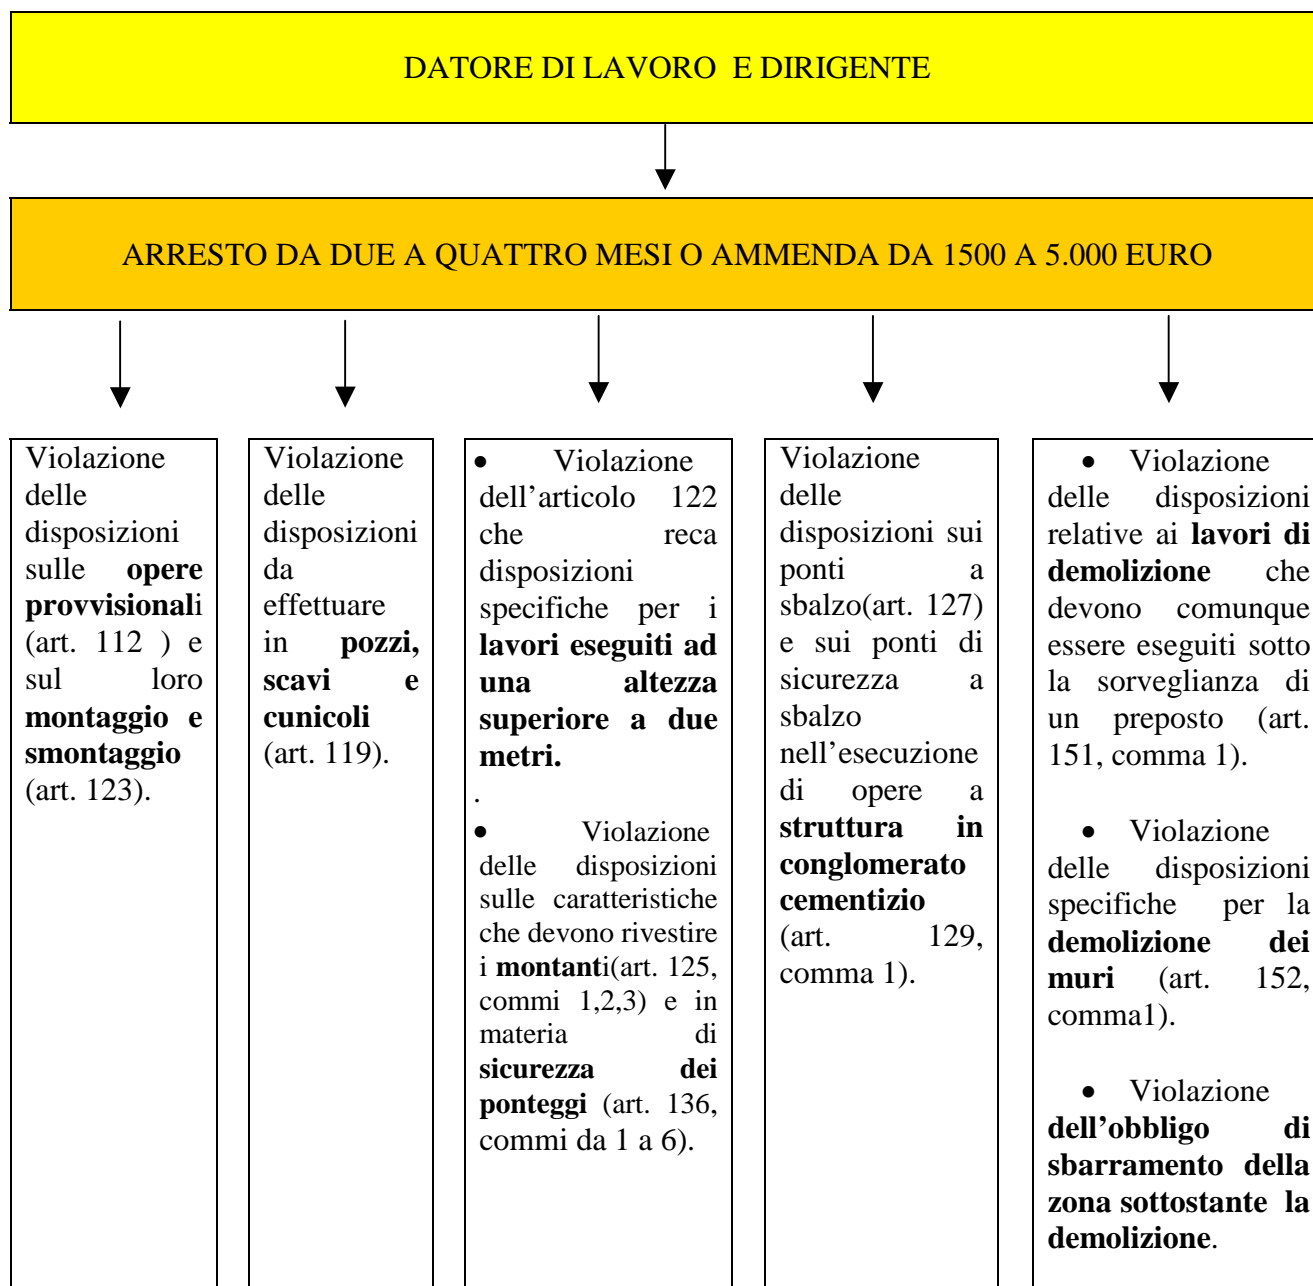 DATORE DI LAVORO E DIRIGENTE
ARRESTO DA DUE A QUATTRO MESI O AMMENDA DA 1500 A 5.000 EURO
Violazione
delle
disposizioni
sulle opere
provvisionali
(art. 112 ) e
sul loro
montaggio e
smontaggio
(art. 123).
Violazione
delle
disposizioni
da
effettuare
in pozzi,
scavi e
cunicoli
(art. 119).
• Violazione
dell’articolo 122
che reca
disposizioni
specifiche per i
lavori eseguiti ad
una altezza
superiore a due
metri.
.
• Violazione
delle disposizioni
sulle caratteristiche
che devono rivestire
i montanti(art. 125,
commi 1,2,3) e in
materia di
sicurezza dei
ponteggi (art. 136,
commi da 1 a 6).
Violazione
delle
disposizioni sui
ponti a
sbalzo(art. 127)
e sui ponti di
sicurezza a
sbalzo
nell’esecuzione
di opere a
struttura in
conglomerato
cementizio
(art. 129,
comma 1).
• Violazione
delle disposizioni
relative ai lavori di
demolizione che
devono comunque
essere eseguiti sotto
la sorveglianza di
un preposto (art.
151, comma 1).
• Violazione
delle disposizioni
specifiche per la
demolizione dei
muri (art. 152,
comma1).
• Violazione
dell’obbligo di
sbarramento della
zona sottostante la
demolizione.